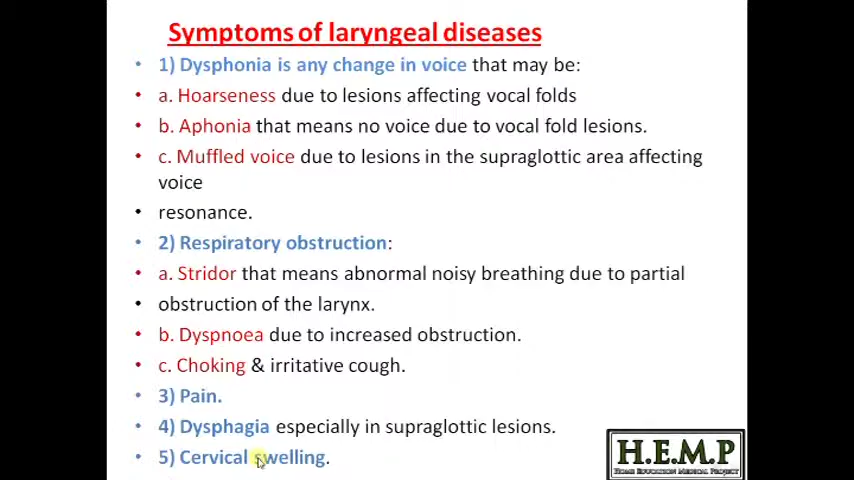 Symptoms of laryngeal diseases
• 1) Dysphonia is any change in voice that may be:
• a. Hoarseness due to lesions affecting vocal folds
• b. Aphonia that means no voice due to vocal fold lesions.
• c. Muffled voice due to lesions in the supraglottic area affecting
voice
• resonance.
• 2) Respiratory obstruction:
• a. Stridor that means abnormal noisy breathing due to partial
• obstruction of the larynx.
• b. Dyspnoea due to increased obstruction.
• c. Choking & irritative cough.
• 3) Pain.
• 4) Dysphagia especially in supraglottic lesions.
• 5) Cervical swelling.
H.E.M.P
Home Education Medical Project